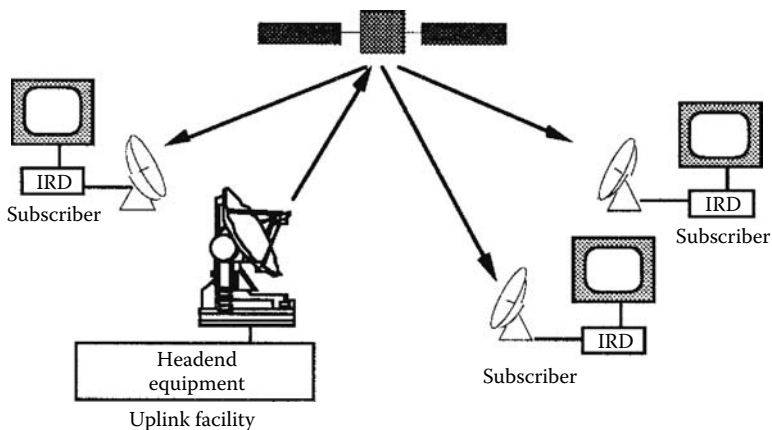 IRD
Subscriber
IRD
Subscriber
IRD
Subscriber
Headend
equipment
Uplink facility